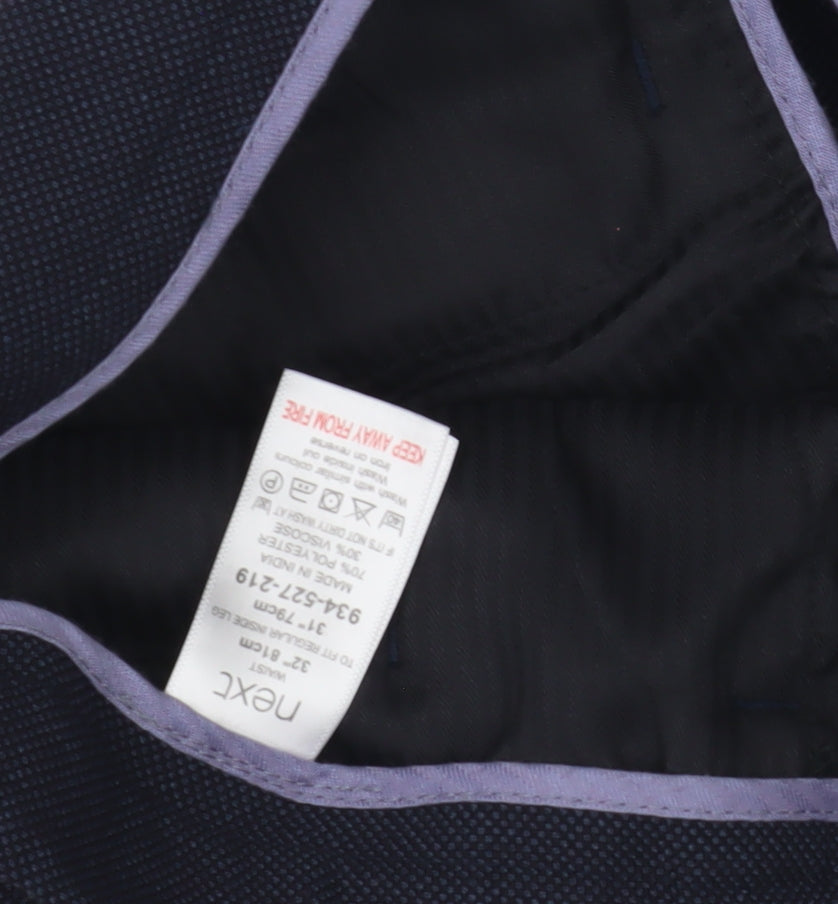 next
WAIST
32" 81cm
TO FIT REGULAR INSIDE LEG
31" 79cm
934-527-219
MADE IN INDIA
70% POLYESTER
30% VISCOSE
IF IT'S NOT DIRTY WASH AT
40
P
Wash with similar colours
Wash inside out
Iron on reverse
KEEP AWAY FROM FIRE